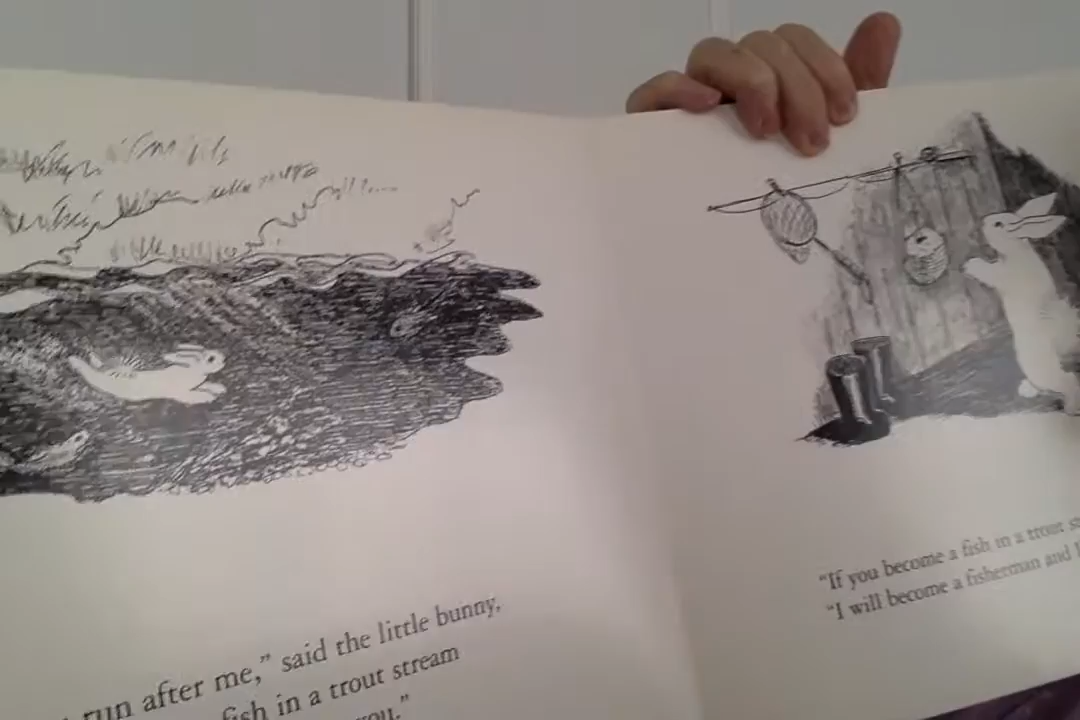 run after me,” said the little bunny,
fish in a trout stream
you.”
“If you become a fish in a trout
“I will become a fisherman and